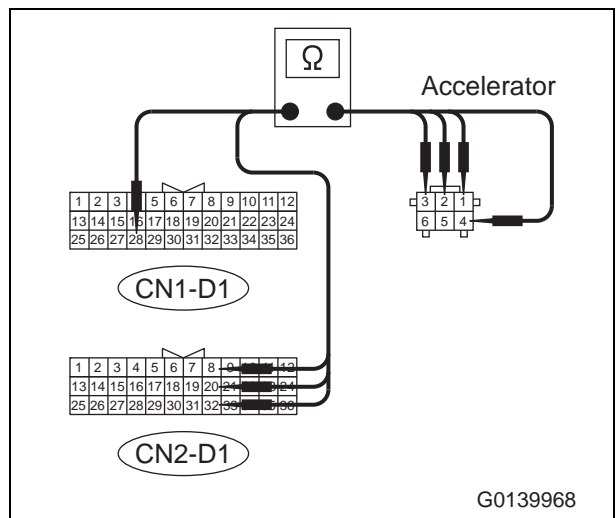 Ω
Accelerator
1 2 3 5 6 7 8 9 10 11 12
13 14 15 16 17 18 19 20 21 22 23 24
25 26 27 28 29 30 31 32 33 34 35 36
3 2 1
6 5 4
CN1-D1
1 2 3 4 5 6 7 8 9 12
13 14 15 16 17 18 19 20 21 24
25 26 27 28 29 30 31 32 33
CN2-D1
G0139968